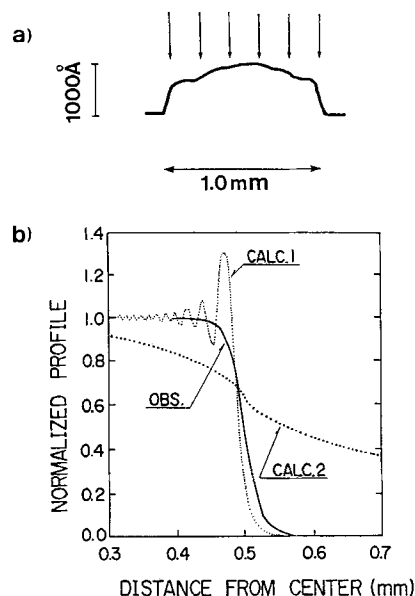 a)
1000Å
1.0mm
b)
NORMALIZED PROFILE
1.4
1.2
1.0
0.8
0.6
0.4
0.2
0.0
CALC.1
OBS.
CALC.2
0.3 0.4 0.5 0.6 0.7
DISTANCE FROM CENTER (mm)